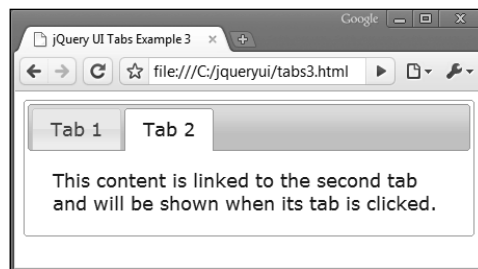 Google
jQuery UI Tabs Example 3
file:///C:/jqueryui/tabs3.html
Tab 1 Tab 2
This content is linked to the second tab
and will be shown when its tab is clicked.